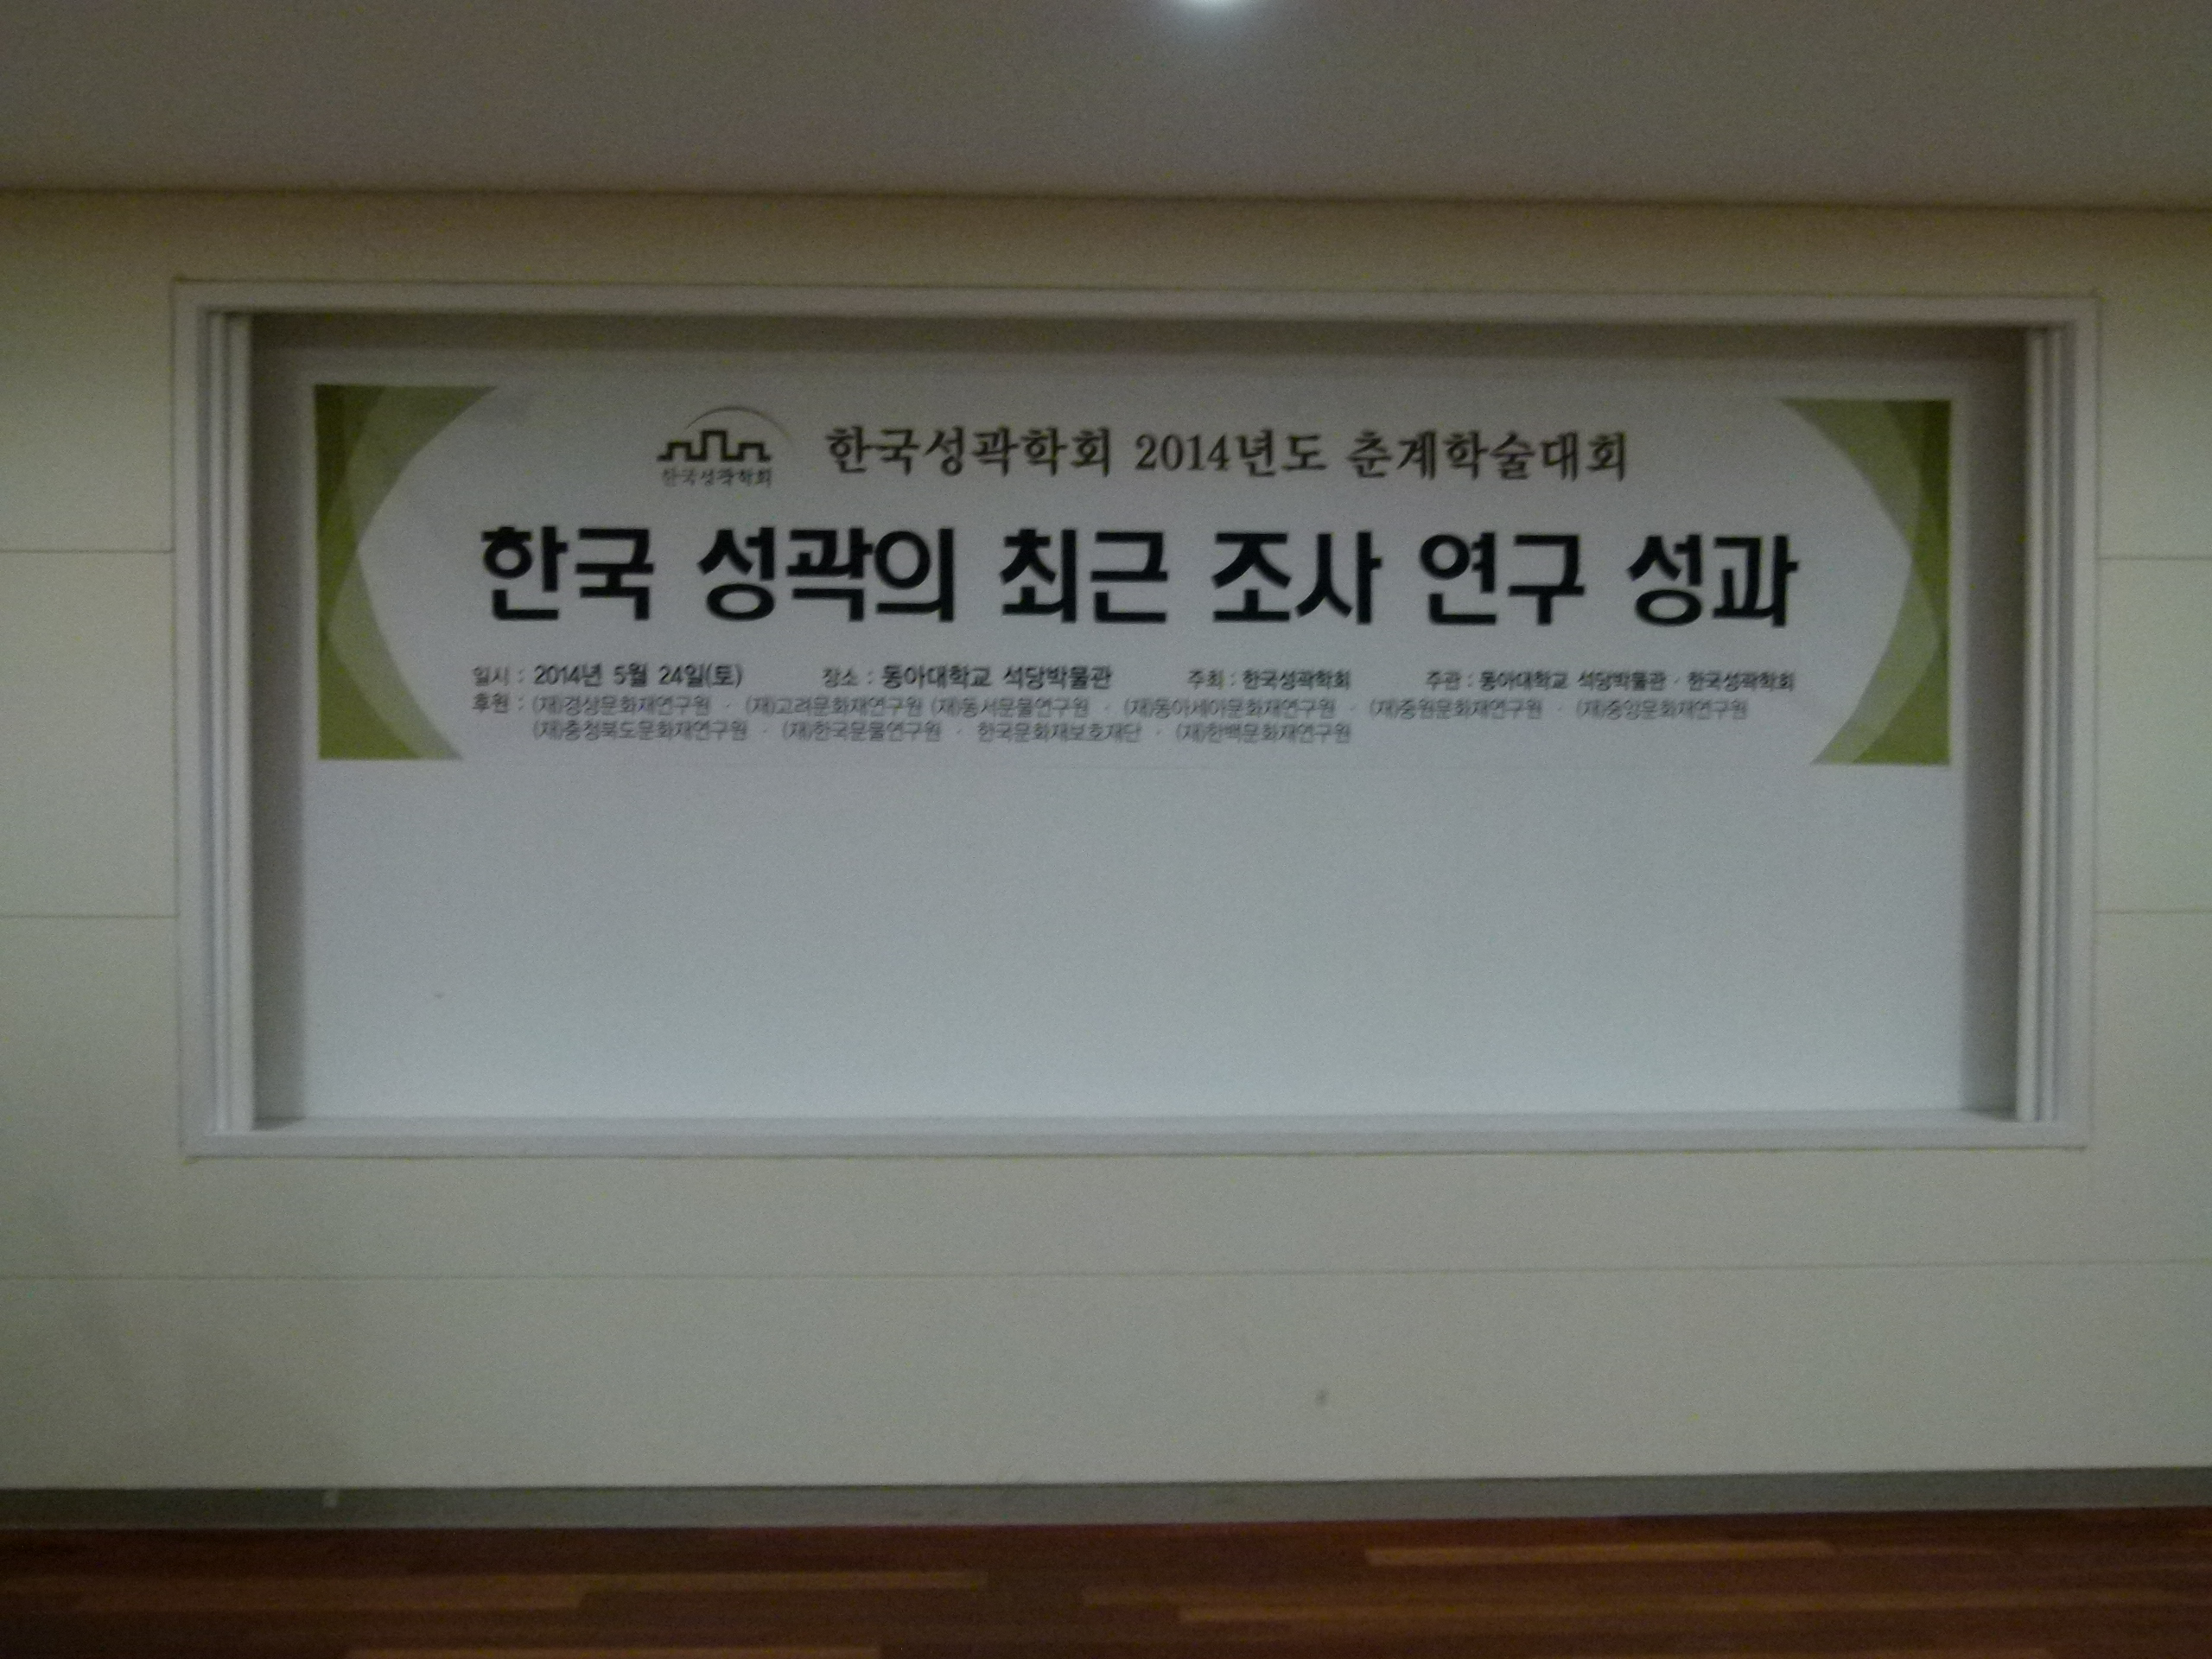 한국성곽학회
한국성곽학회 2014년도 춘계학술대회
한국 성곽의 최근 조사 연구 성과
일시 : 2014년 5월 24일(토) 장소 : 동아대학교 석당박물관 주최 : 한국성곽학회 주관 : 동아대학교 석당박물관 · 한국성곽학회
후원 : (재)경상문화재연구원 · (재)고려문화재연구원 (재)동서문물연구원 · (재)동아세아문화재연구원 · (재)중원문화재연구원 · (재)중앙문화재연구원
(재)충청북도문화재연구원 · (재)한국문물연구원 · 한국문화재보호재단 · (재)한백문화재연구원